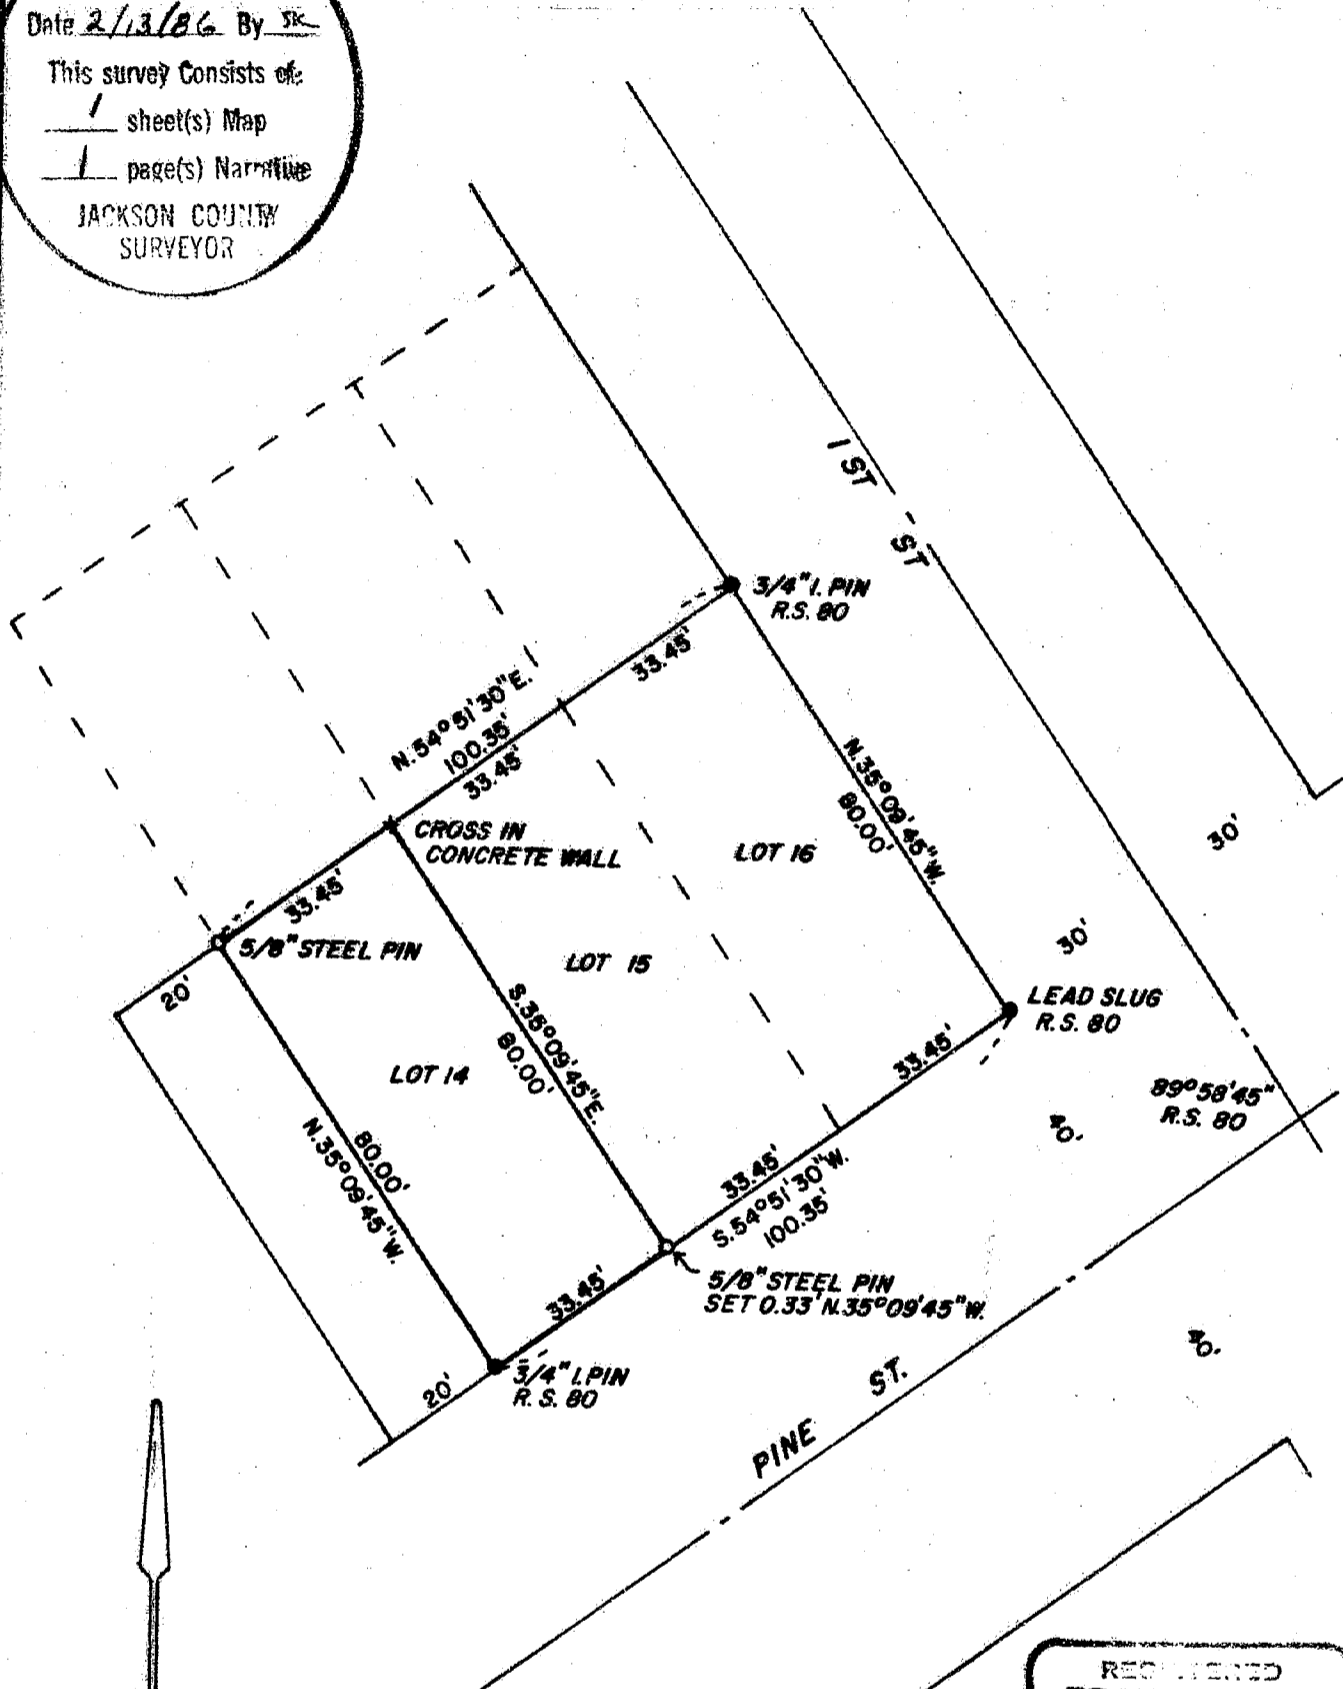 Date 2/13/86 By SK
This survey Consists of:
1 sheet(s) Map
1 page(s) Narrative
JACKSON COUNTY
SURVEYOR
1 ST ST
3/4" I. PIN
R.S. 80
33.45'
N.54°51'30"E.
100.35'
33.45'
N.35°09'45"W.
80.00'
CROSS IN
CONCRETE WALL
LOT 16
30'
33.45'
5/8" STEEL PIN
LOT 15
30'
20'
S.35°09'45"E.
80.00'
LEAD SLUG
R.S. 80
33.45'
LOT 14
89°58'45"
R.S. 80
40.
80.00'
N.35°09'45"W.
33.45'
S.54°51'30"W.
100.35'
5/8" STEEL PIN
SET 0.33' N.35°09'45"W.
33.45'
40.
3/4" I.PIN
R.S. 80
20'
PINE ST.
REGISTERED